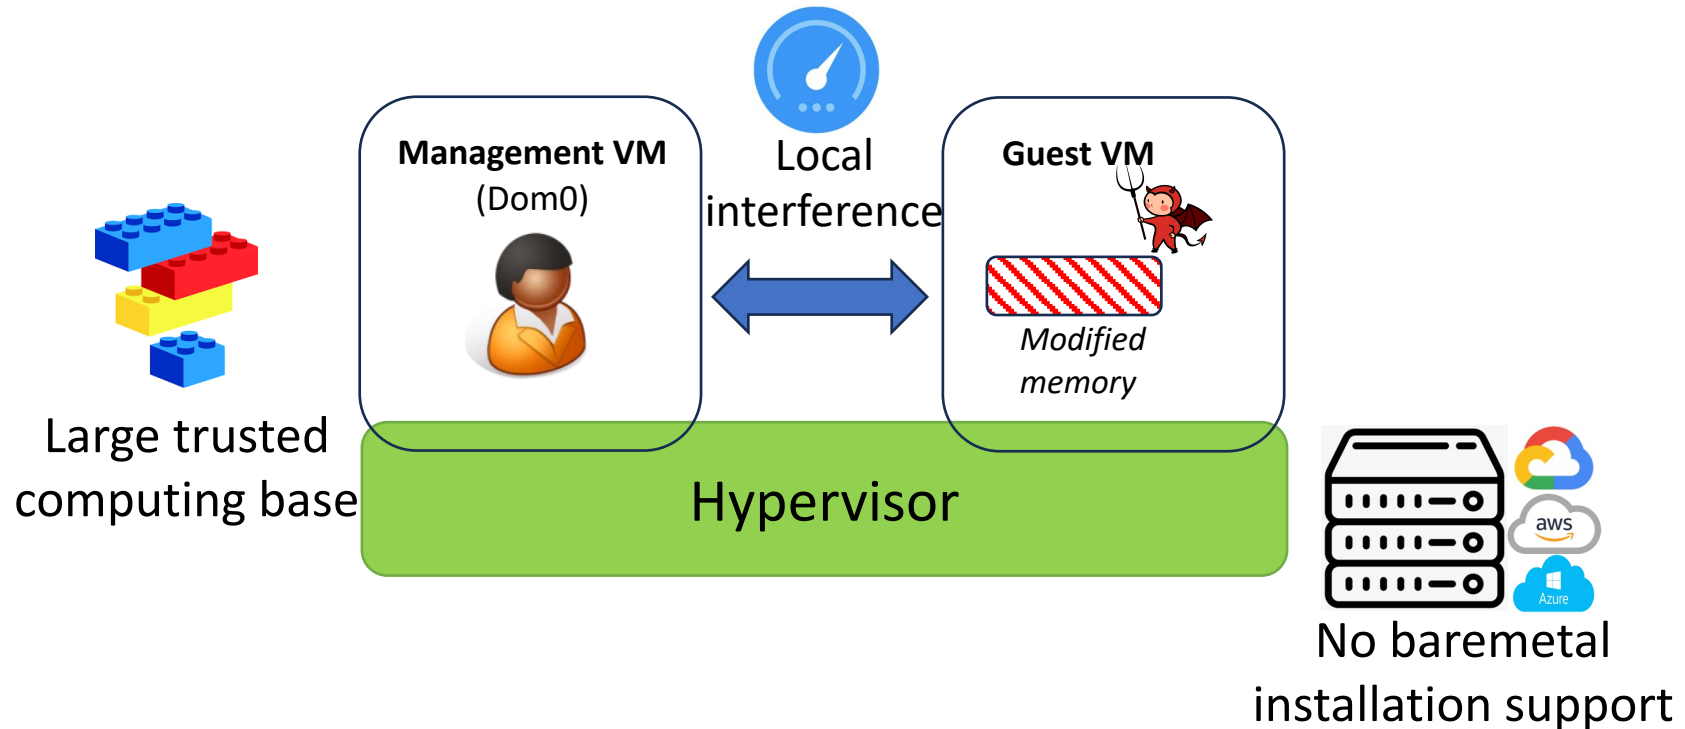 Local
interference
Management VM
(Dom0)
Guest VM
Modified
memory
Large trusted
computing base
Hypervisor
aws
Azure
No baremetal
installation support